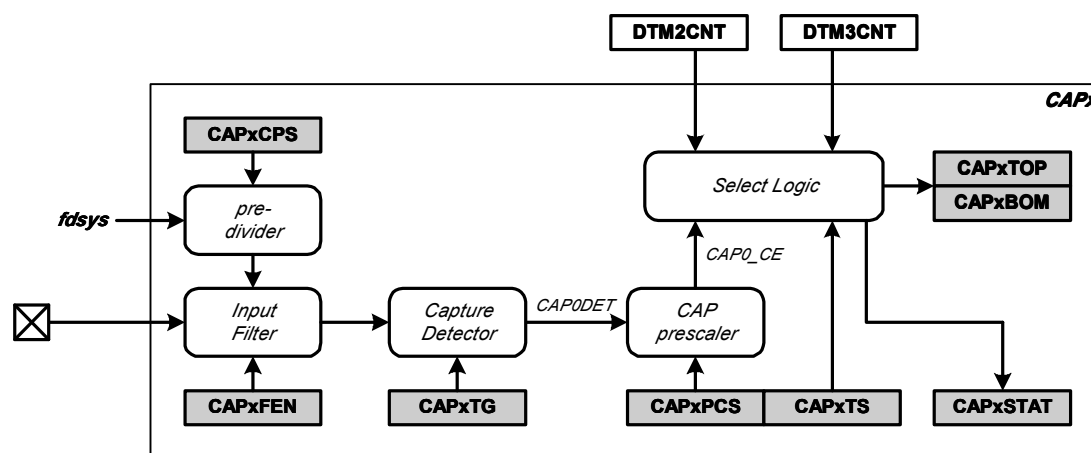 DTM2CNT
DTM3CNT
CAPx
CAPxCPS
CAPxTOP
CAPxBOM
Select Logic
pre-
divider
fdsys
CAP0_CE
Input
Filter
Capture
Detector
CAP0DET
CAP
prescaler
CAPxFEN
CAPxTG
CAPxPCS
CAPxTS
CAPxSTAT